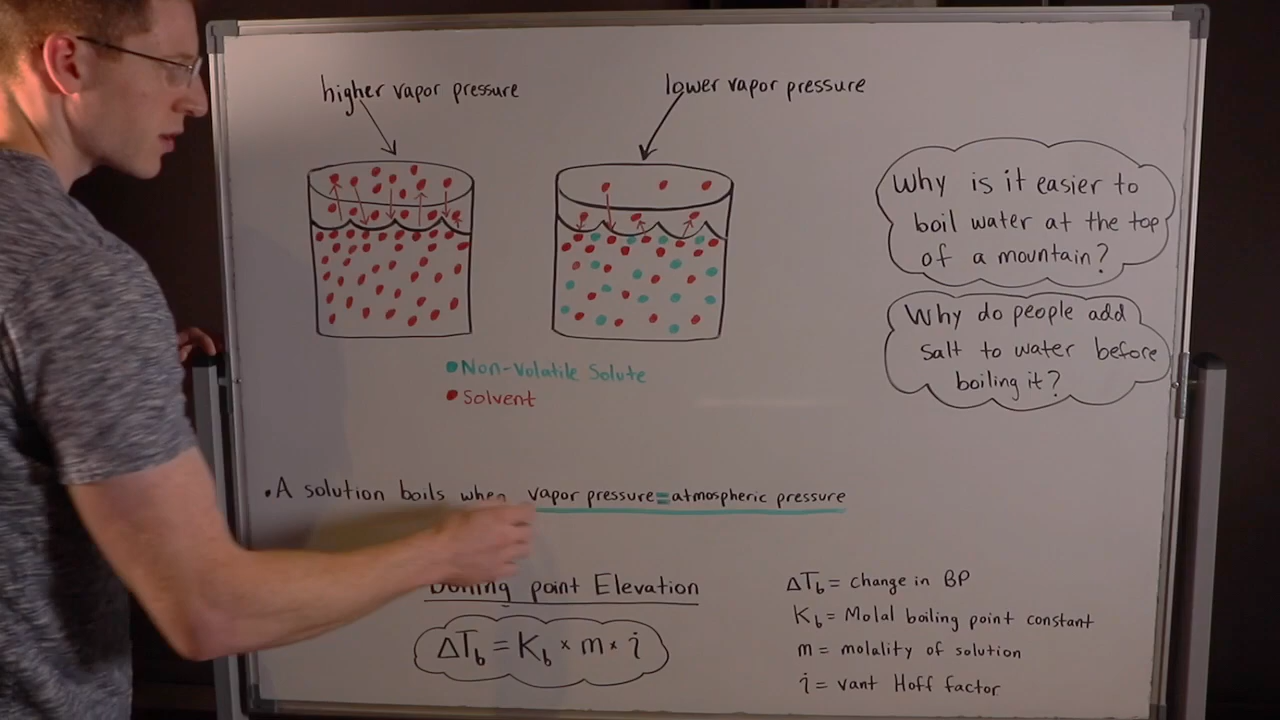 higher vapor pressure
lower vapor pressure
Why is it easier to
boil water at the top
of a mountain?
Why do people add
salt to water before
boiling it?
•Non-Volatile Solute
•Solvent
•A solution boils when vapor pressure=atmospheric pressure
Boiling point Elevation
ΔTb = Kb × m × i
ΔTb = change in BP
Kb = Molal boiling point constant
m = molality of solution
i = vant Hoff factor